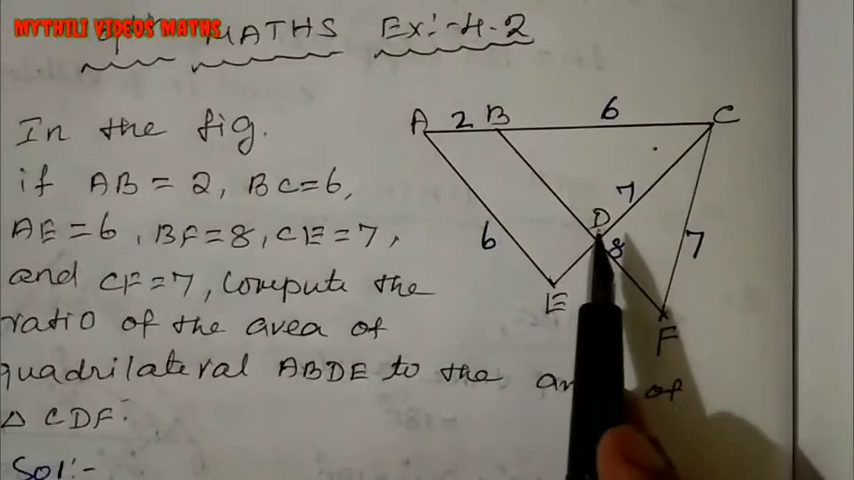 MYTHILI VIDEOS MATHS
MATHS Ex:-4.2
In the fig.
if AB = 2, BC=6,
AE=6, BF=8, CE=7,
and CF=7, compute the
ratio of the area of
quadrilateral ABDE to the of
Δ CDF:
Sol:-
A 2 B 6 C
7
D
6 8 7
E
F